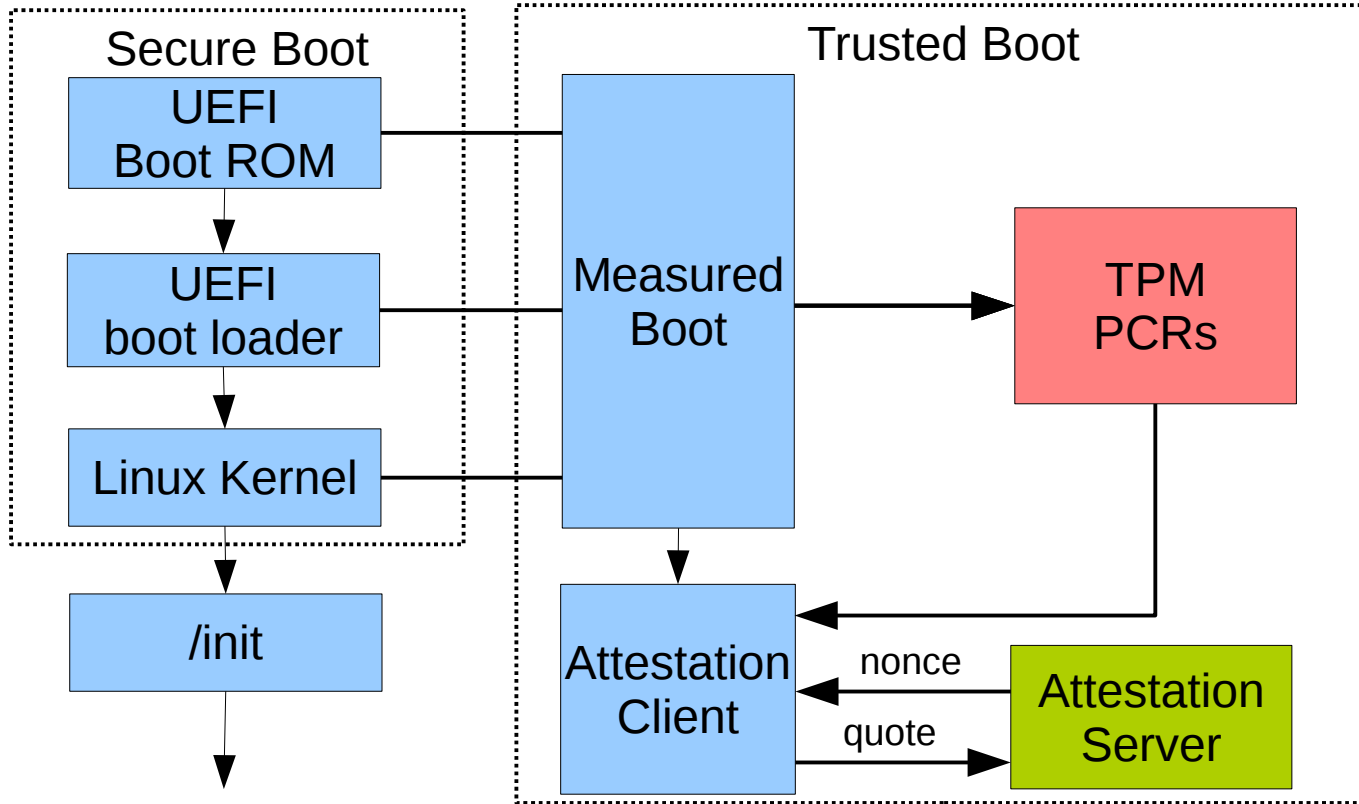 Secure Boot
UEFI
Boot ROM
UEFI
boot loader
Linux Kernel
/init
Trusted Boot
Measured
Boot
TPM
PCRs
Attestation
Client
nonce
quote
Attestation
Server